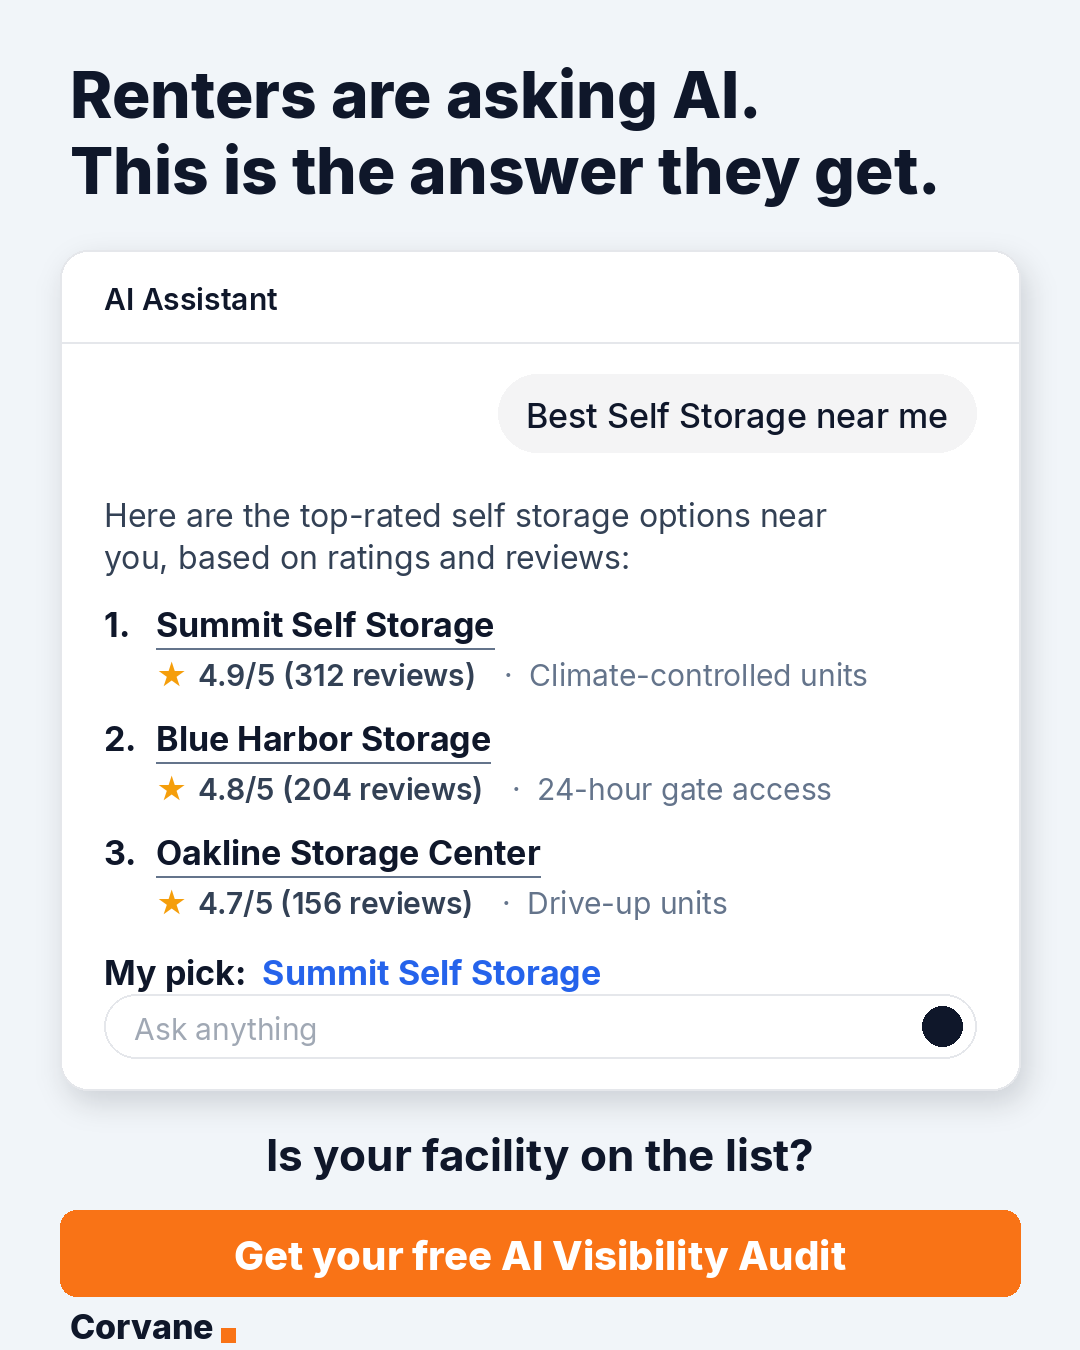 Renters are asking AI.
This is the answer they get.
AI Assistant
Best Self Storage near me
Here are the top-rated self storage options near
you, based on ratings and reviews:
1. Summit Self Storage
★ 4.9/5 (312 reviews) · Climate-controlled units
2. Blue Harbor Storage
★ 4.8/5 (204 reviews) · 24-hour gate access
3. Oakline Storage Center
★ 4.7/5 (156 reviews) · Drive-up units
My pick: Summit Self Storage
Ask anything
Is your facility on the list?
Get your free AI Visibility Audit
Corvane